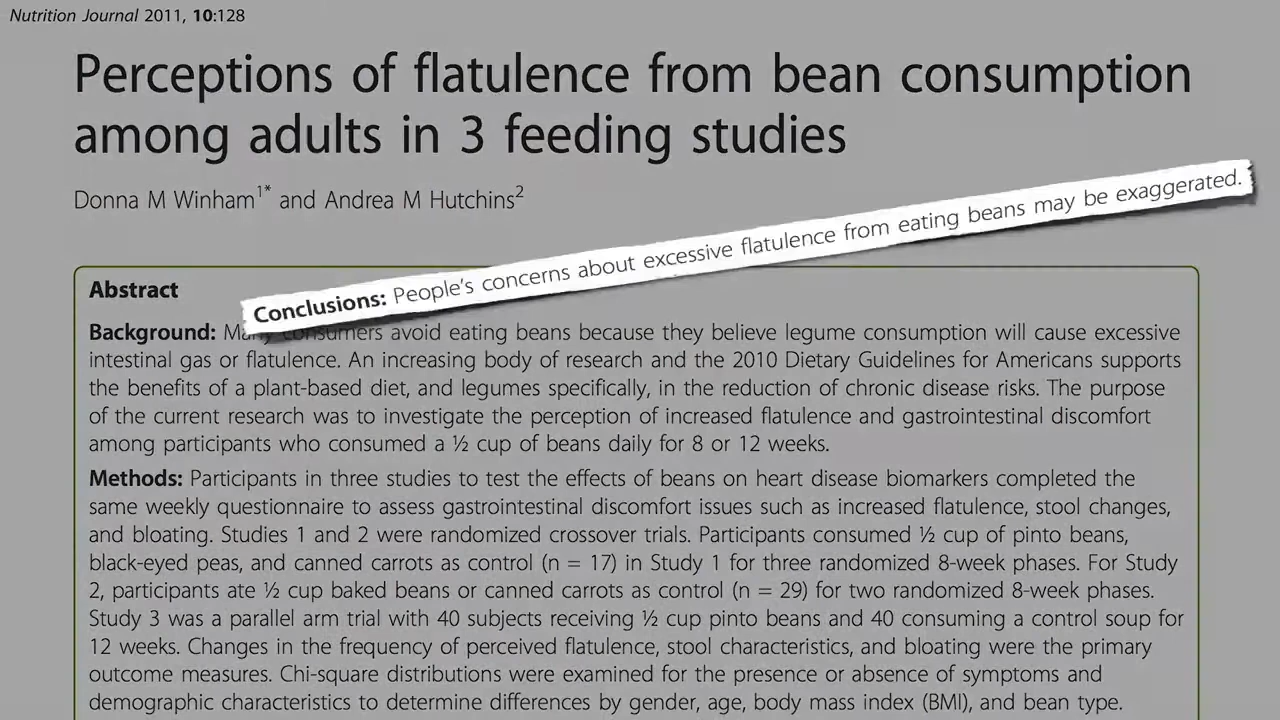 Nutrition Journal 2011, 10:128
Perceptions of flatulence from bean consumption
among adults in 3 feeding studies
Donna M Winham1* and Andrea M Hutchins2
Conclusions: People's concerns about excessive flatulence from eating beans may be exaggerated.
Abstract
Background: Many consumers avoid eating beans because they believe legume consumption will cause excessive
intestinal gas or flatulence. An increasing body of research and the 2010 Dietary Guidelines for Americans supports
the benefits of a plant-based diet, and legumes specifically, in the reduction of chronic disease risks. The purpose
of the current research was to investigate the perception of increased flatulence and gastrointestinal discomfort
among participants who consumed a ½ cup of beans daily for 8 or 12 weeks.
Methods: Participants in three studies to test the effects of beans on heart disease biomarkers completed the
same weekly questionnaire to assess gastrointestinal discomfort issues such as increased flatulence, stool changes,
and bloating. Studies 1 and 2 were randomized crossover trials. Participants consumed ½ cup of pinto beans,
black-eyed peas, and canned carrots as control (n = 17) in Study 1 for three randomized 8-week phases. For Study
2, participants ate ½ cup baked beans or canned carrots as control (n = 29) for two randomized 8-week phases.
Study 3 was a parallel arm trial with 40 subjects receiving ½ cup pinto beans and 40 consuming a control soup for
12 weeks. Changes in the frequency of perceived flatulence, stool characteristics, and bloating were the primary
outcome measures. Chi-square distributions were examined for the presence or absence of symptoms and
demographic characteristics to determine differences by gender, age, body mass index (BMI), and bean type.